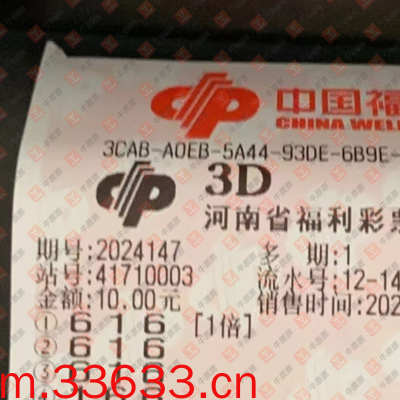 中国福
CHINA WEL
3CAB-A0EB-5A44-93DE-6B9E-
3D
河南省福利彩票
期号:2024147 多 期:1
站号:41710003 流水号:12-14
金额:10.00元 销售时间:202
① 6 1 6 [1倍]
② 6 1 6
m.33633.cn